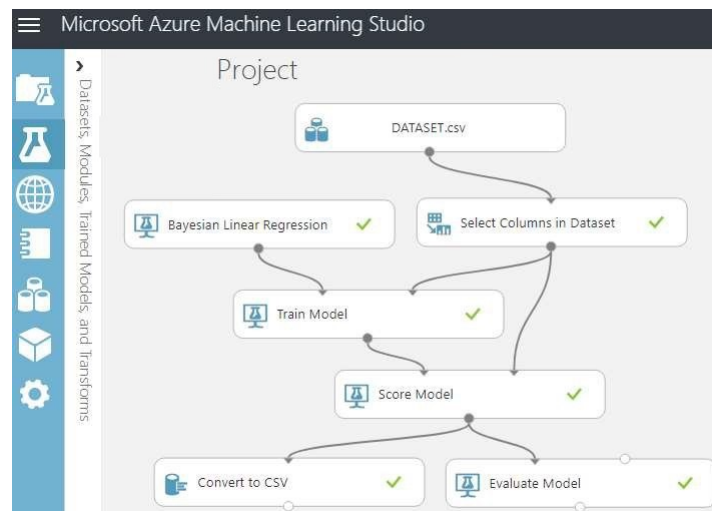 Microsoft Azure Machine Learning Studio
Datasets, Modules, Trained Models, and Transforms
Project
DATASET.csv
Bayesian Linear Regression
Select Columns in Dataset
Train Model
Score Model
Convert to CSV
Evaluate Model